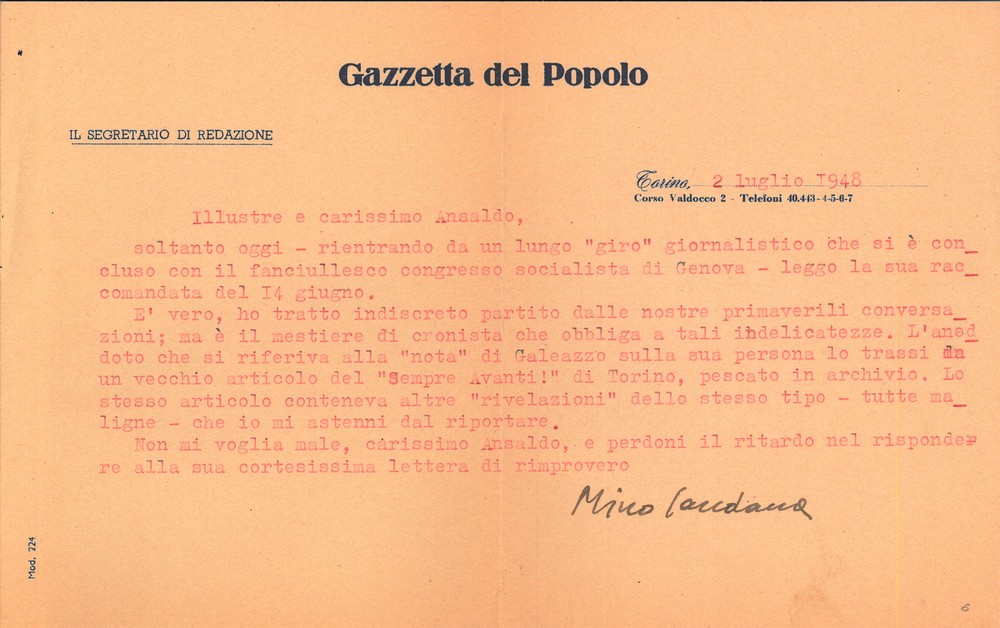 Gazzetta del Popolo
IL SEGRETARIO DI REDAZIONE
Torino, 2 luglio 1948
Corso Valdocco 2 - Telefoni 40.443-4-5-6-7
Illustre e carissimo Ansaldo,
soltanto oggi - rientrando da un lungo "giro" giornalistico che si è con_
cluso con il fanciullesco congresso socialista di Genova - leggo la sua rac_
comandata del I4 giugno.
E' vero, ho tratto indiscreto partito dalle nostre primaverili conversa_
zioni; ma è il mestiere di cronista che obbliga a tali indelicatezze. L'aned
doto che si riferiva alla "nota" di Galeazzo sulla sua persona lo trassi da
un vecchio articolo del "Sempre Avanti!" di Torino, pescato in archivio. Lo
stesso articolo conteneva altre "rivelazioni" dello stesso tipo - tutte ma_
ligne - che io mi astenni dal riportare.
Non mi voglia male, carissimo Ansaldo, e perdoni il ritardo nel risponde
re alla sua cortesissima lettera di rimprovero
Mino Caudana
Mod. 224
6